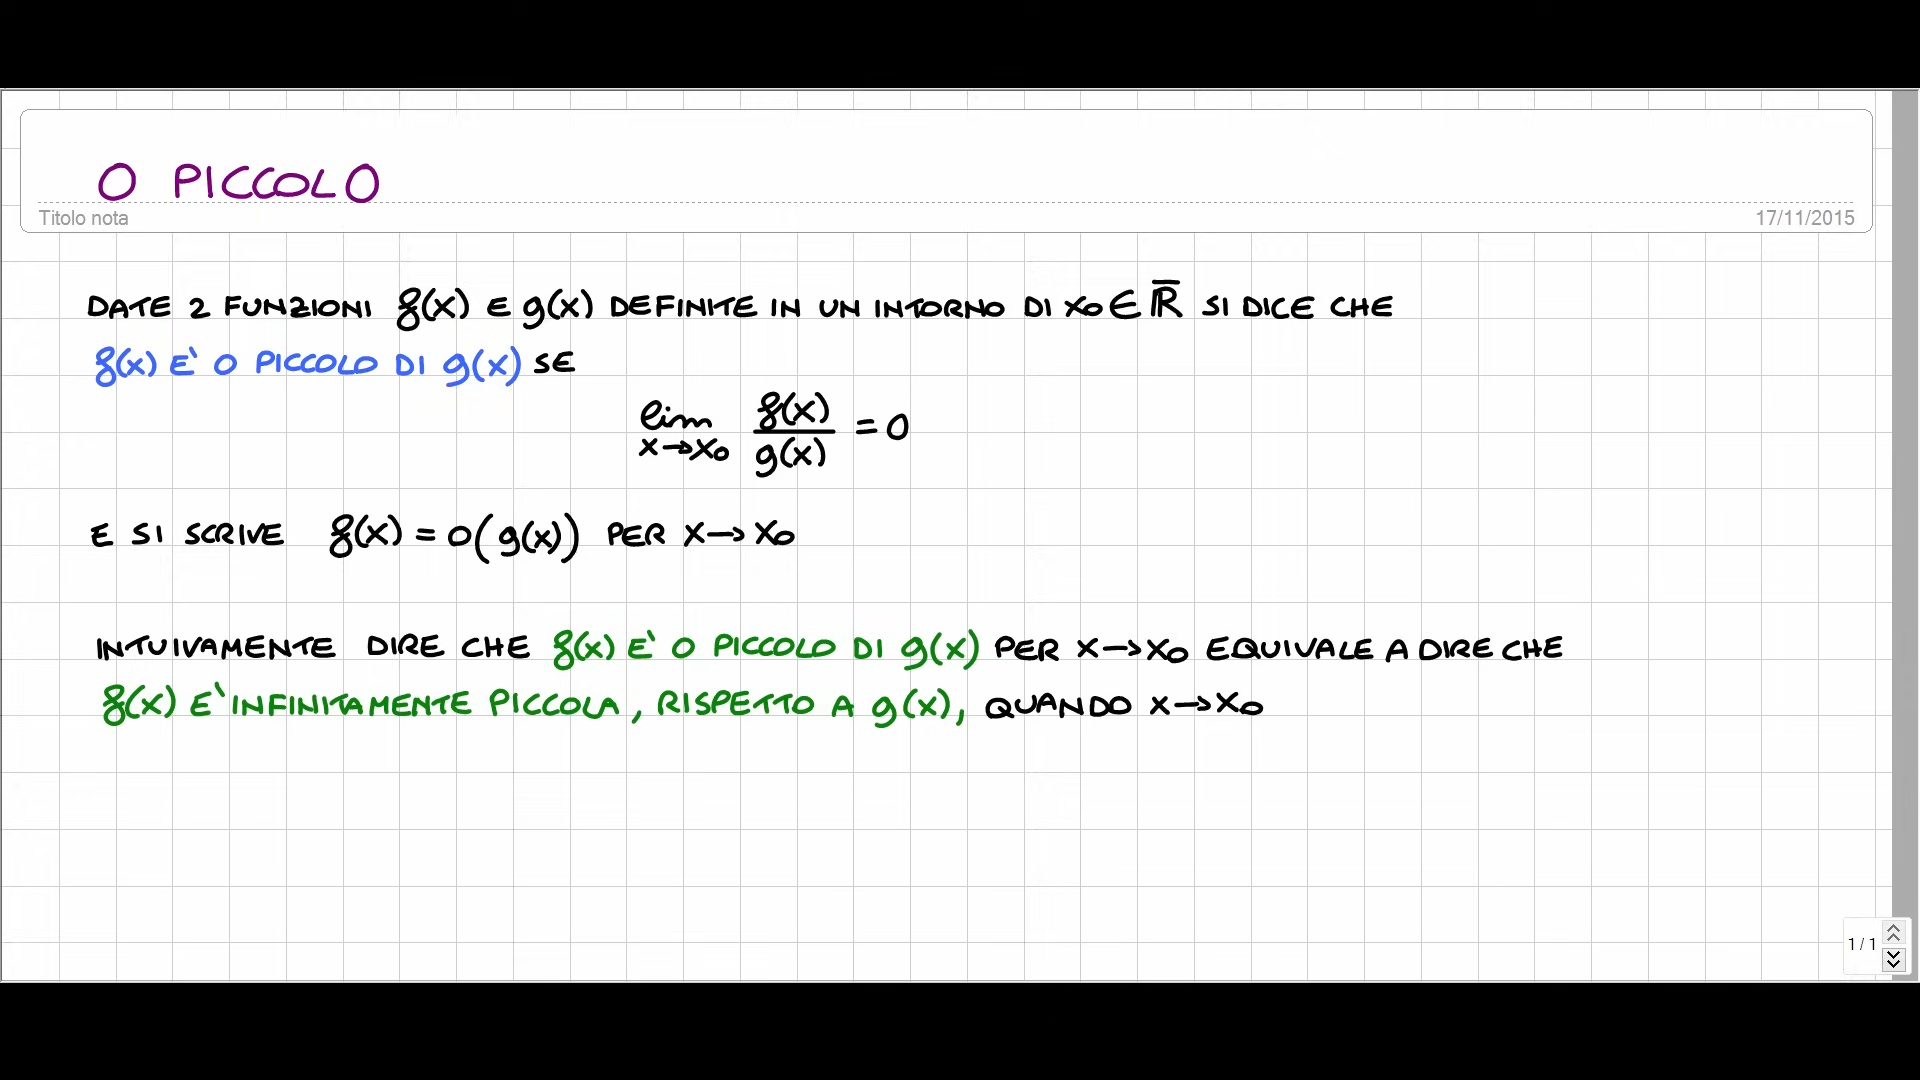 O PICCOLO
Titolo nota
17/11/2015
DATE 2 FUNZIONI f(x) E g(x) DEFINITE IN UN INTORNO DI x₀ ∈ ℝ̅ SI DICE CHE
f(x) E' O PICCOLO DI g(x) SE
lim x→x₀ f(x)/g(x) = 0
E SI SCRIVE f(x) = o(g(x)) PER x→x₀
INTUIVAMENTE DIRE CHE f(x) E' O PICCOLO DI g(x) PER x→x₀ EQUIVALE A DIRE CHE
f(x) E' INFINITAMENTE PICCOLA, RISPETTO A g(x), QUANDO x→x₀
1 / 1